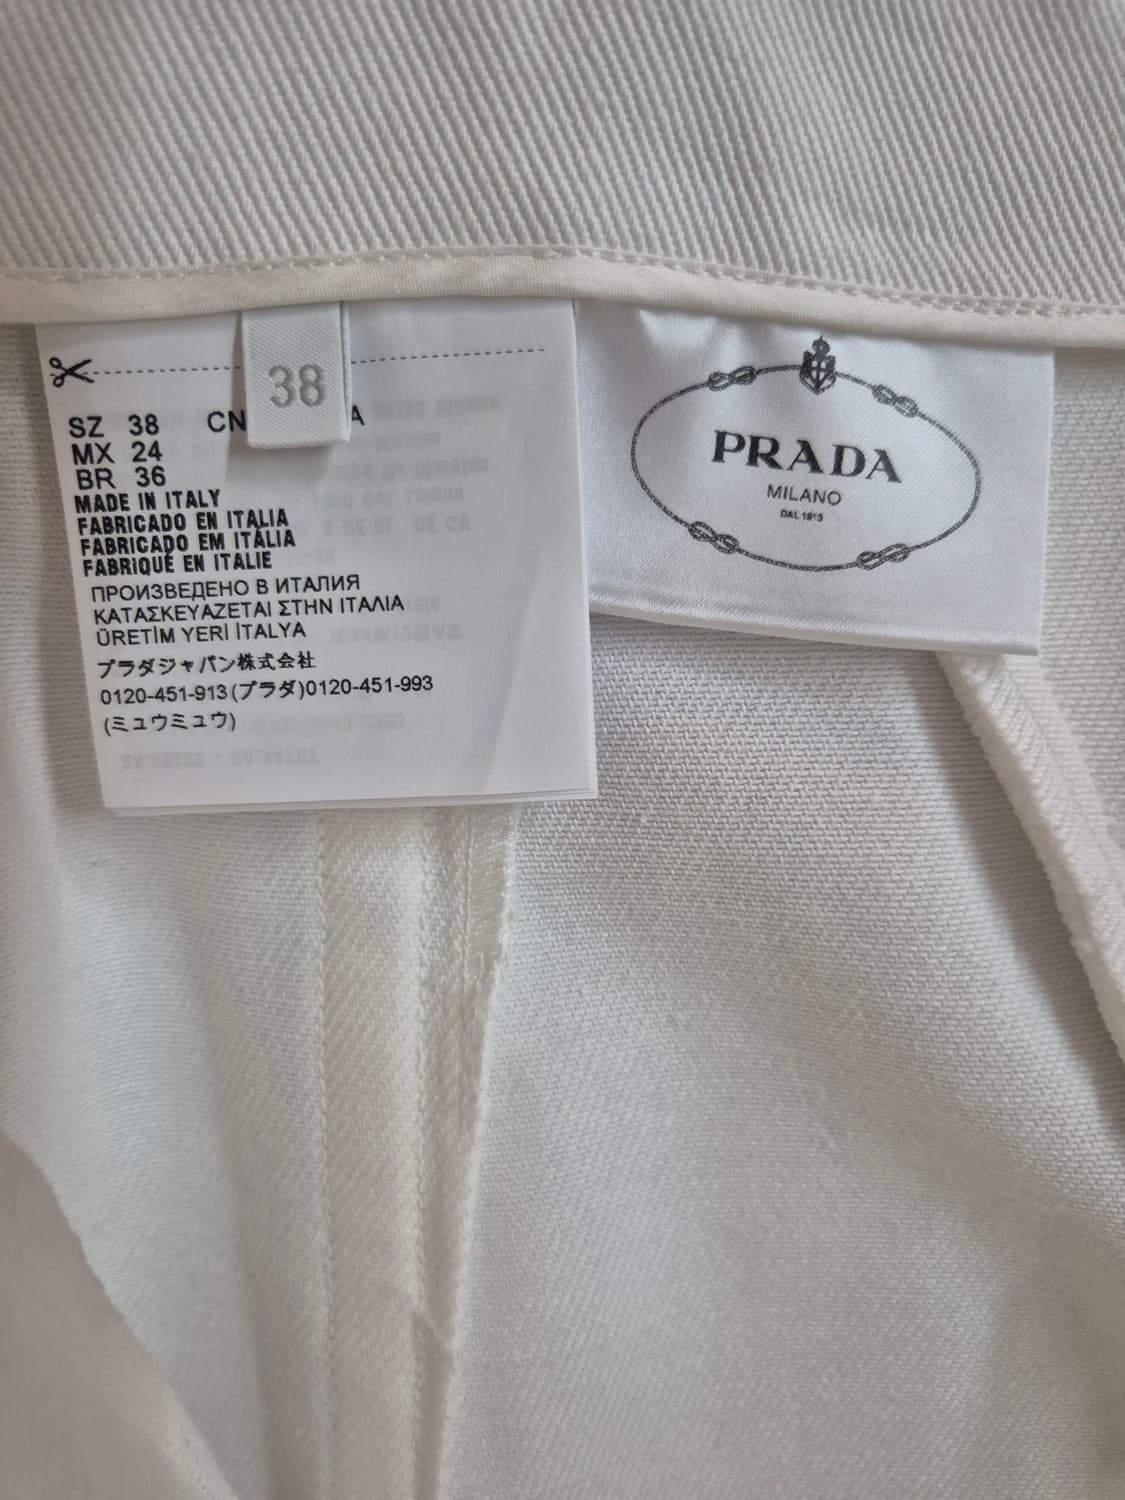 38
SZ 38 CN
MX 24
BR 36
MADE IN ITALY
FABRICADO EN ITALIA
FABRICADO EM ITÁLIA
FABRIQUÉ EN ITALIE
ПРОИЗВЕДЕНО В ИТАЛИЯ
ΚΑΤΑΣΚΕΥΑΖΕΤΑΙ ΣΤΗΝ ΙΤΑΛΙΑ
ÜRETİM YERİ İTALYA
プラダジャパン株式会社
0120-451-913(プラダ)0120-451-993
(ミュウミュウ)
PRADA
MILANO
DAL 1913